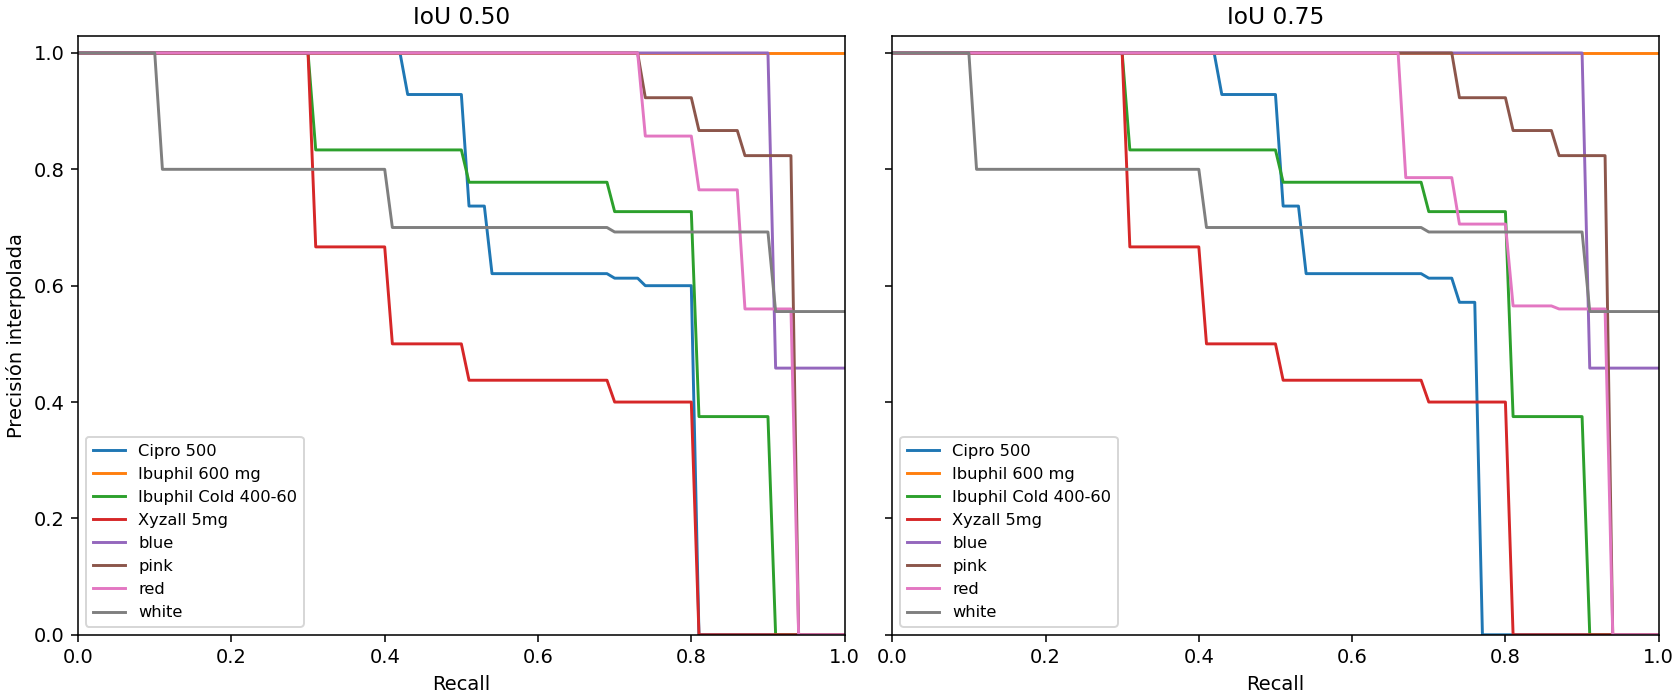 IoU 0.50
Precisión interpolada
1.0
0.8
0.6
0.4
0.2
0.0
Cipro 500
Ibuphil 600 mg
Ibuphil Cold 400-60
Xyzall 5mg
blue
pink
red
white
0.0 0.2 0.4 0.6 0.8 1.0
Recall
IoU 0.75
Cipro 500
Ibuphil 600 mg
Ibuphil Cold 400-60
Xyzall 5mg
blue
pink
red
white
0.0 0.2 0.4 0.6 0.8 1.0
Recall